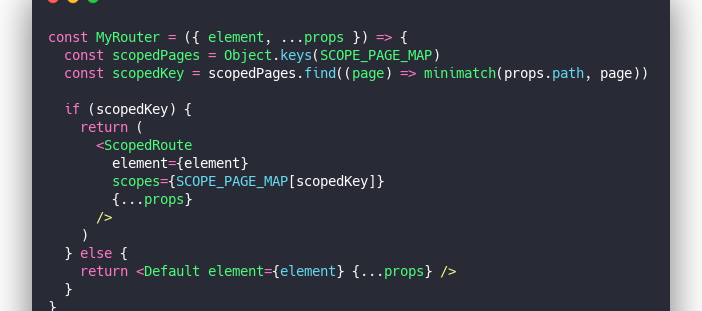 const MyRouter = ({ element, ...props }) => {
  const scopedPages = Object.keys(SCOPE_PAGE_MAP)
  const scopedKey = scopedPages.find((page) => minimatch(props.path, page))

  if (scopedKey) {
    return (
      <ScopedRoute
        element={element}
        scopes={SCOPE_PAGE_MAP[scopedKey]}
        {...props}
      />
    )
  } else {
    return <Default element={element} {...props} />
  }
}